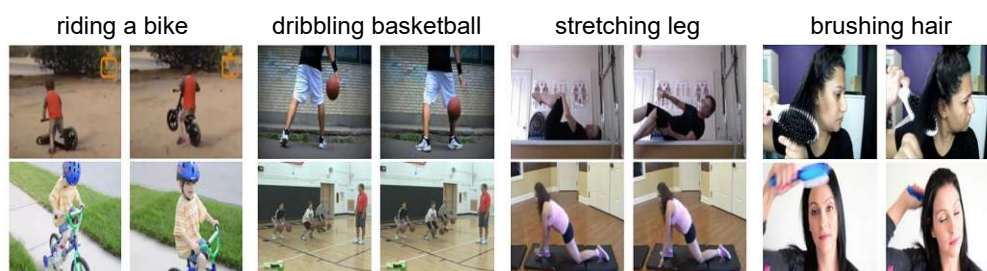 riding a bike
dribbling basketball
stretching leg
brushing hair